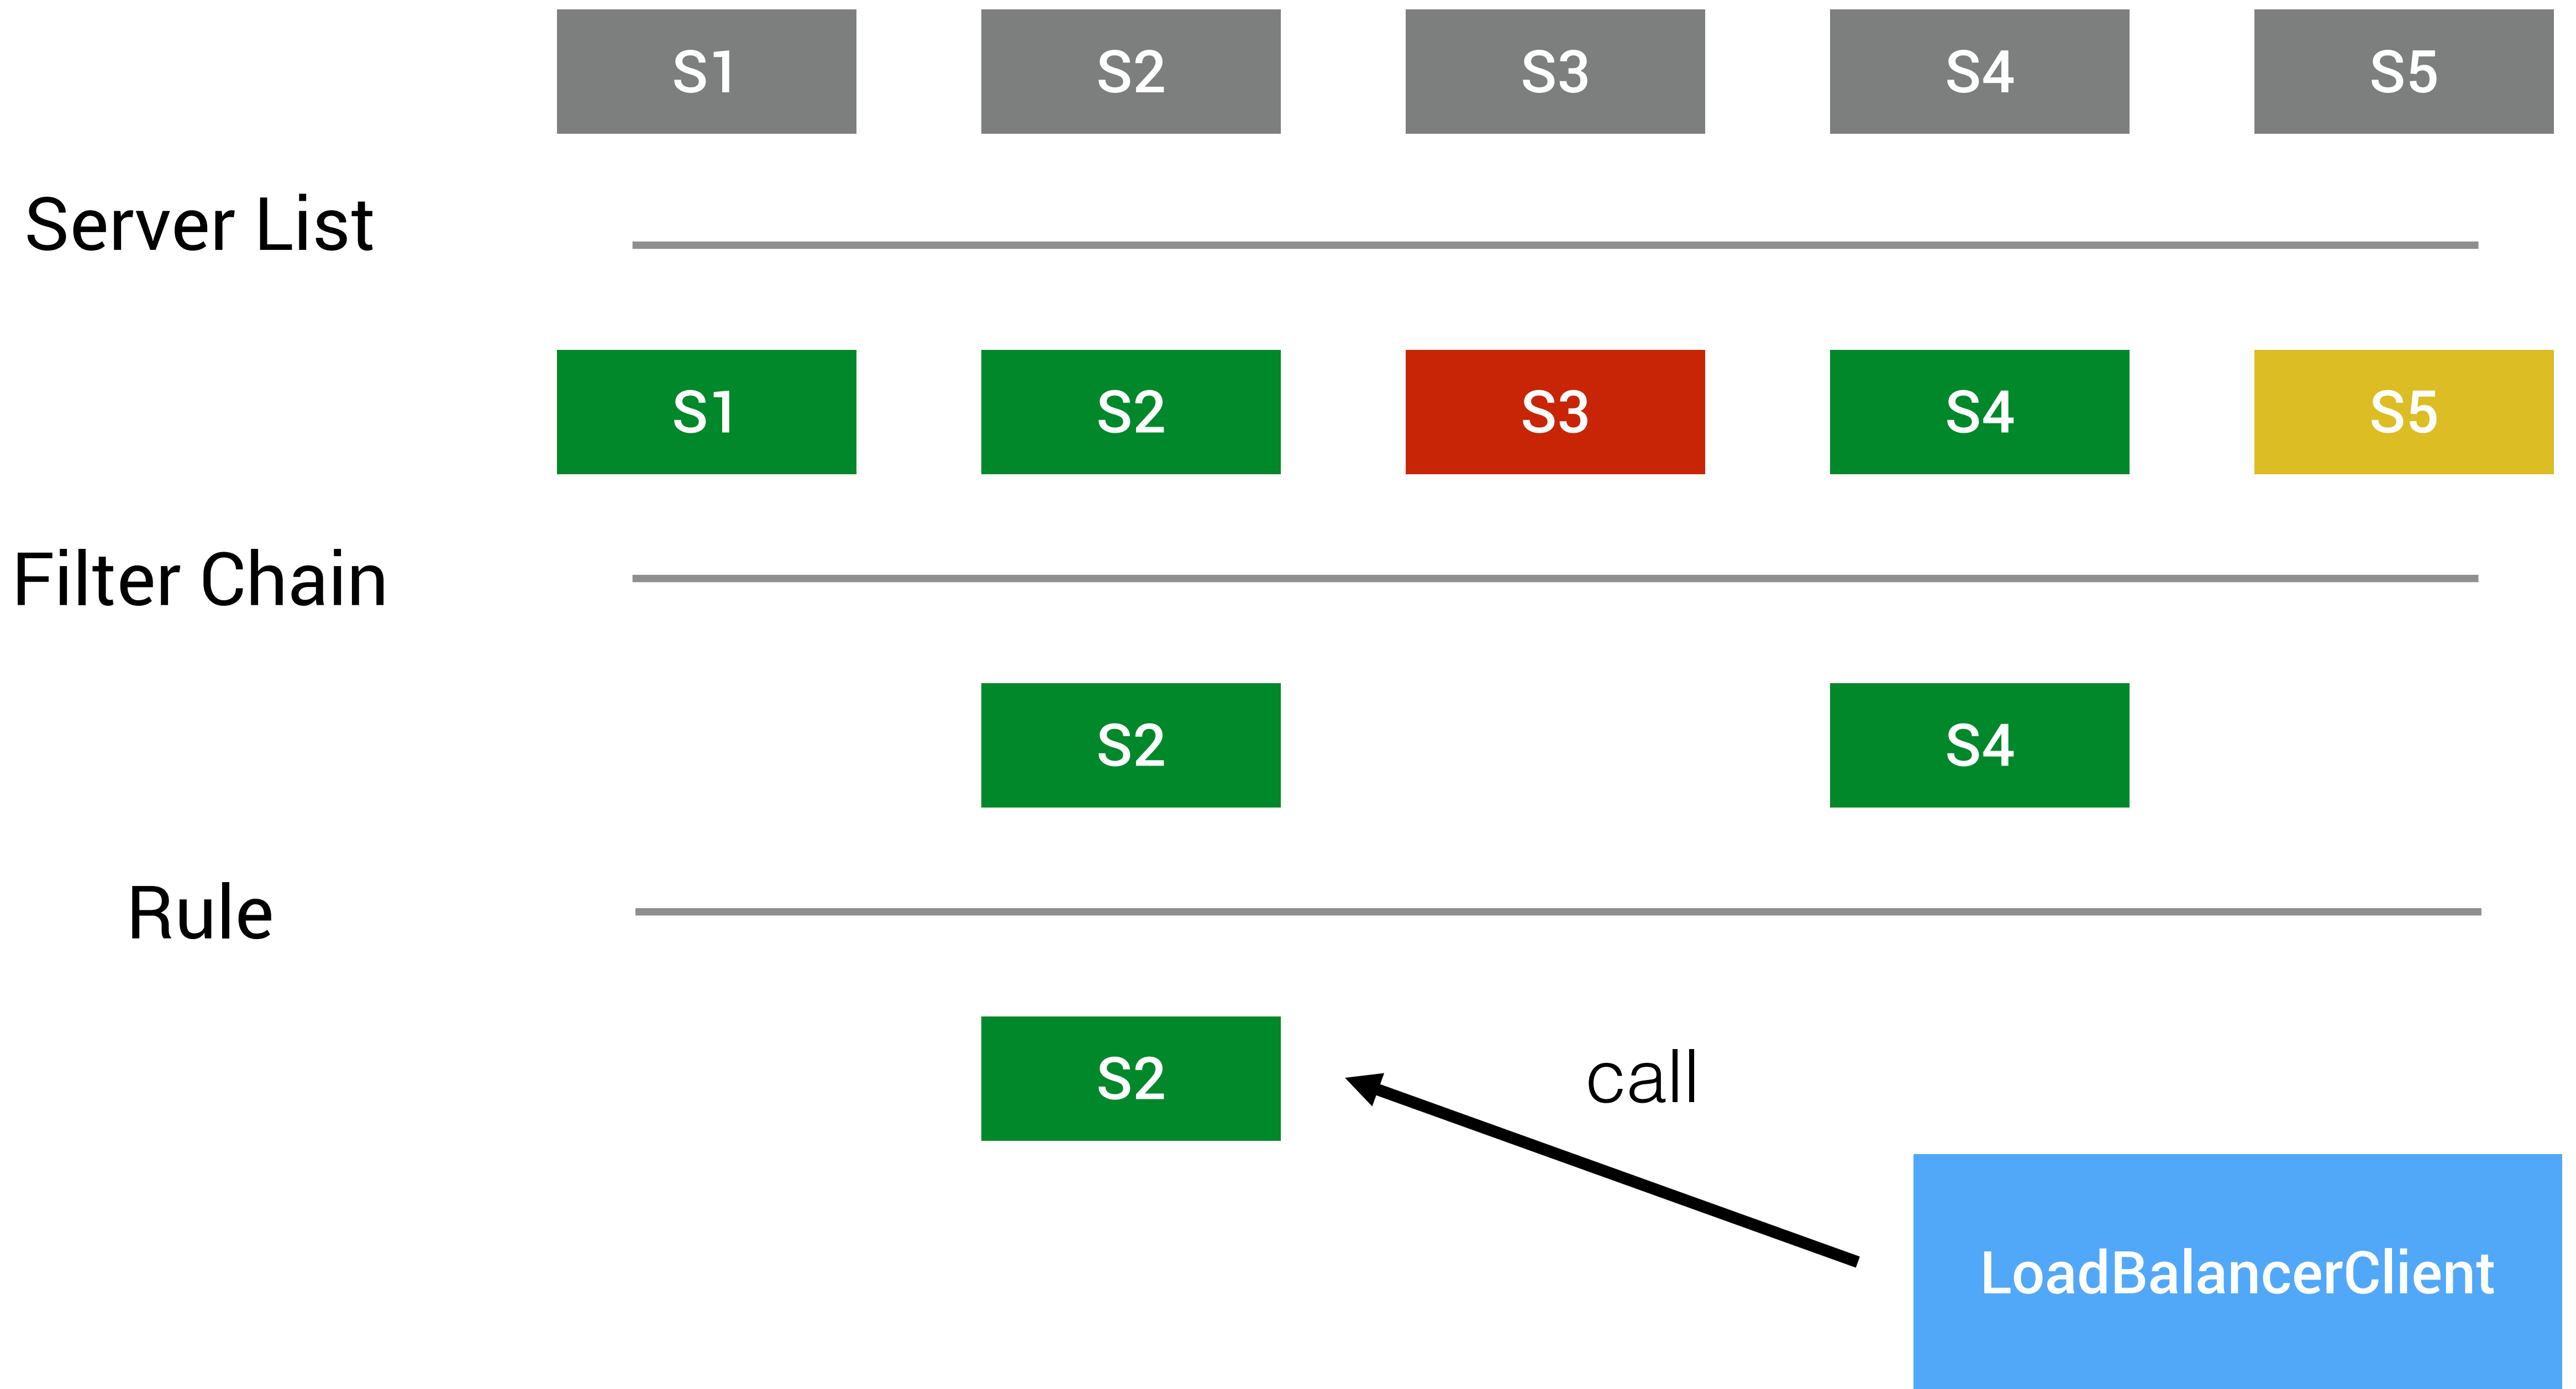 S1 S2 S3 S4 S5
Server List
S1 S2 S3 S4 S5
Filter Chain
S2 S4
Rule
S2
call
LoadBalancerClient